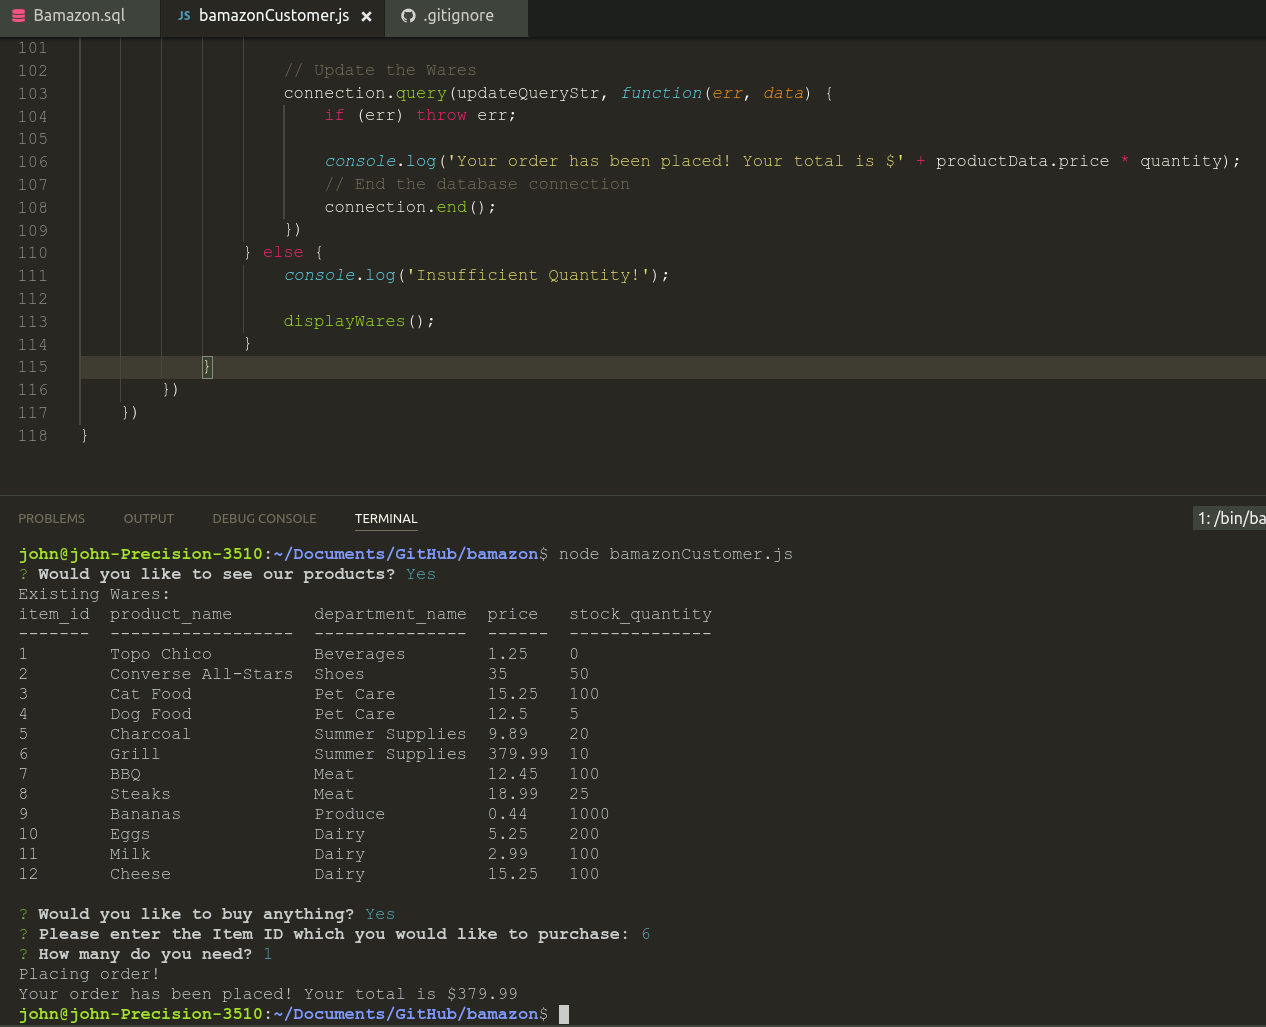 Bamazon.sql JS bamazonCustomer.js × .gitignore
101
102 // Update the Wares
103 connection.query(updateQueryStr, function(err, data) {
104 if (err) throw err;
105
106 console.log('Your order has been placed! Your total is $' + productData.price * quantity);
107 // End the database connection
108 connection.end();
109 })
110 } else {
111 console.log('Insufficient Quantity!');
112
113 displayWares();
114 }
115 }
116 })
117 })
118 }
PROBLEMS OUTPUT DEBUG CONSOLE TERMINAL 1: /bin/ba
john@john-Precision-3510:~/Documents/GitHub/bamazon$ node bamazonCustomer.js
? Would you like to see our products? Yes
Existing Wares:
item_id product_name department_name price stock_quantity
------- ------------------ --------------- ------ --------------
1 Topo Chico Beverages 1.25 0
2 Converse All-Stars Shoes 35 50
3 Cat Food Pet Care 15.25 100
4 Dog Food Pet Care 12.5 5
5 Charcoal Summer Supplies 9.89 20
6 Grill Summer Supplies 379.99 10
7 BBQ Meat 12.45 100
8 Steaks Meat 18.99 25
9 Bananas Produce 0.44 1000
10 Eggs Dairy 5.25 200
11 Milk Dairy 2.99 100
12 Cheese Dairy 15.25 100
? Would you like to buy anything? Yes
? Please enter the Item ID which you would like to purchase: 6
? How many do you need? 1
Placing order!
Your order has been placed! Your total is $379.99
john@john-Precision-3510:~/Documents/GitHub/bamazon$